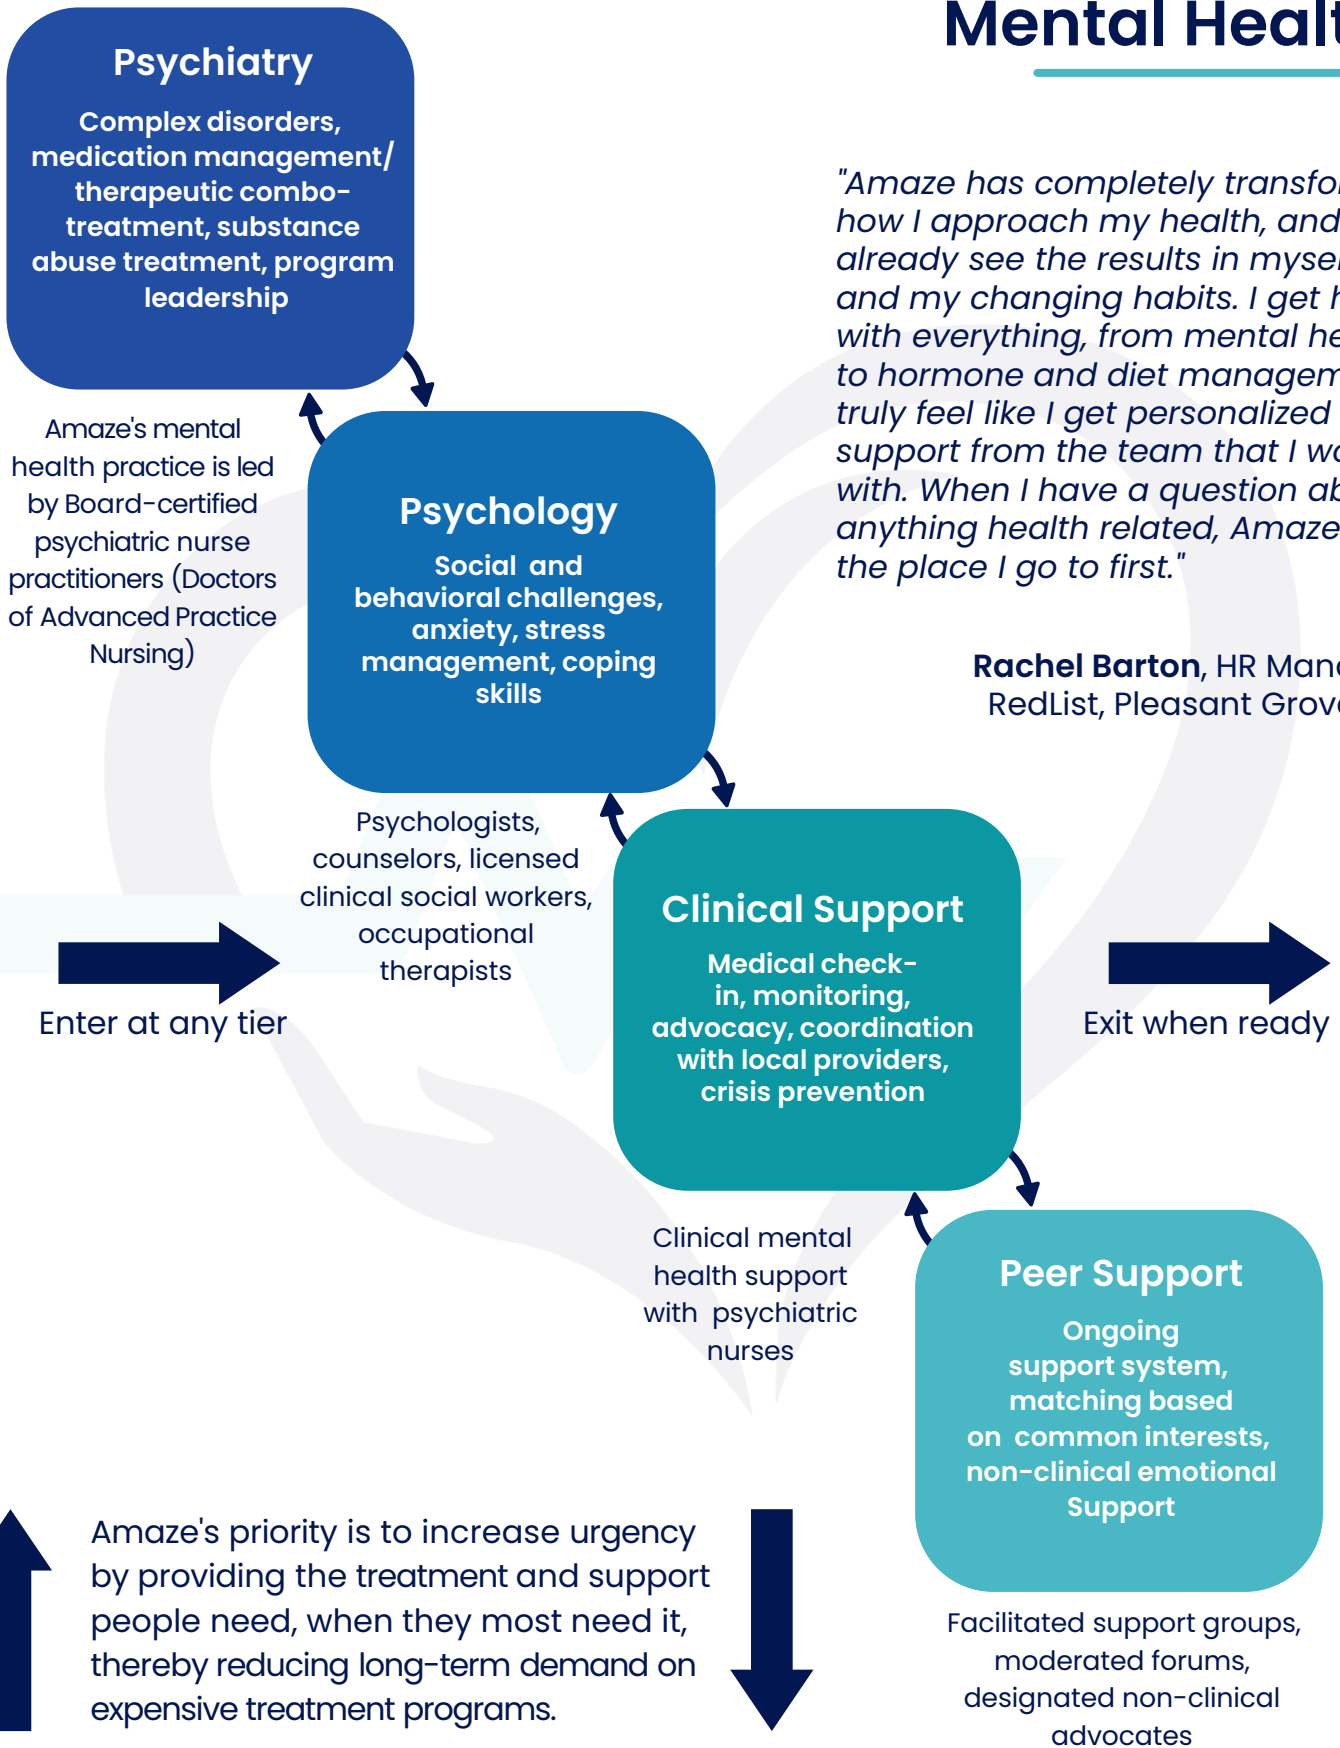 Mental Healt
Psychiatry
Complex disorders,
medication management/
therapeutic combo-
treatment, substance
abuse treatment, program
leadership
"Amaze has completely transfor
how I approach my health, and
already see the results in mysel
and my changing habits. I get h
with everything, from mental he
to hormone and diet managem
truly feel like I get personalized
support from the team that I wo
with. When I have a question ab
anything health related, Amaze
the place I go to first."
Rachel Barton, HR Mana
RedList, Pleasant Grove
Amaze's mental
health practice is led
by Board-certified
psychiatric nurse
practitioners (Doctors
of Advanced Practice
Nursing)
Psychology
Social and
behavioral challenges,
anxiety, stress
management, coping
skills
Psychologists,
counselors, licensed
clinical social workers,
occupational
therapists
Enter at any tier
Clinical Support
Medical check-
in, monitoring,
advocacy, coordination
with local providers,
crisis prevention
Exit when ready
Clinical mental
health support
with psychiatric
nurses
Peer Support
Ongoing
support system,
matching based
on common interests,
non-clinical emotional
Support
Facilitated support groups,
moderated forums,
designated non-clinical
advocates
Amaze's priority is to increase urgency
by providing the treatment and support
people need, when they most need it,
thereby reducing long-term demand on
expensive treatment programs.